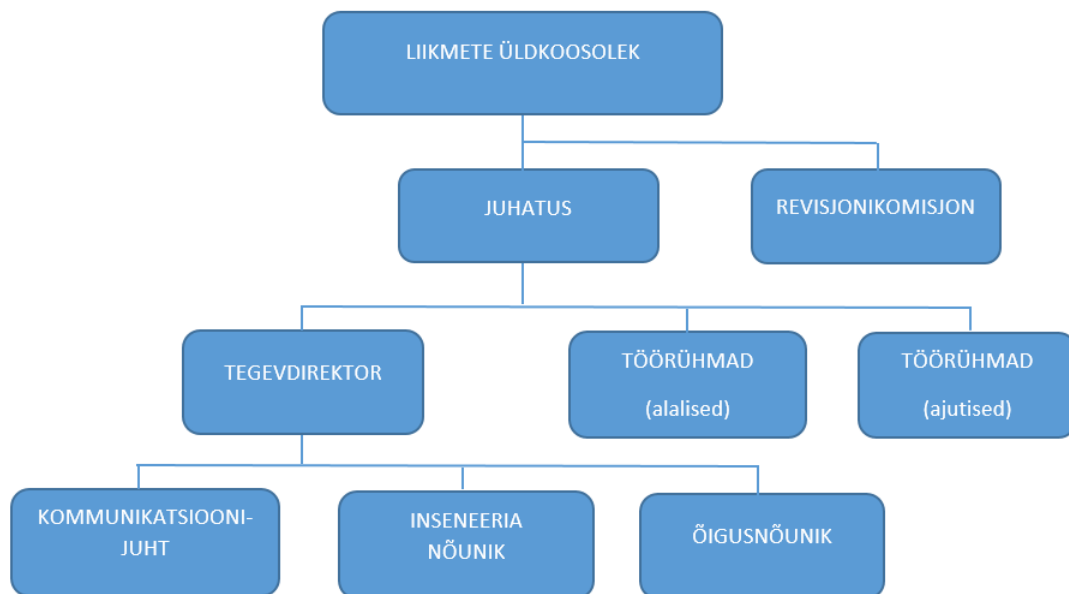 LIIKMETE ÜLDKOOSOLEK
JUHATUS
REVISJONIKOMISJON
TEGEVDIREKTOR
TÖÖRÜHMAD
(alalised)
TÖÖRÜHMAD
(ajutised)
KOMMUNIKATSIOONI-
JUHT
INSENEERIA
NÕUNIK
ÕIGUSNÕUNIK